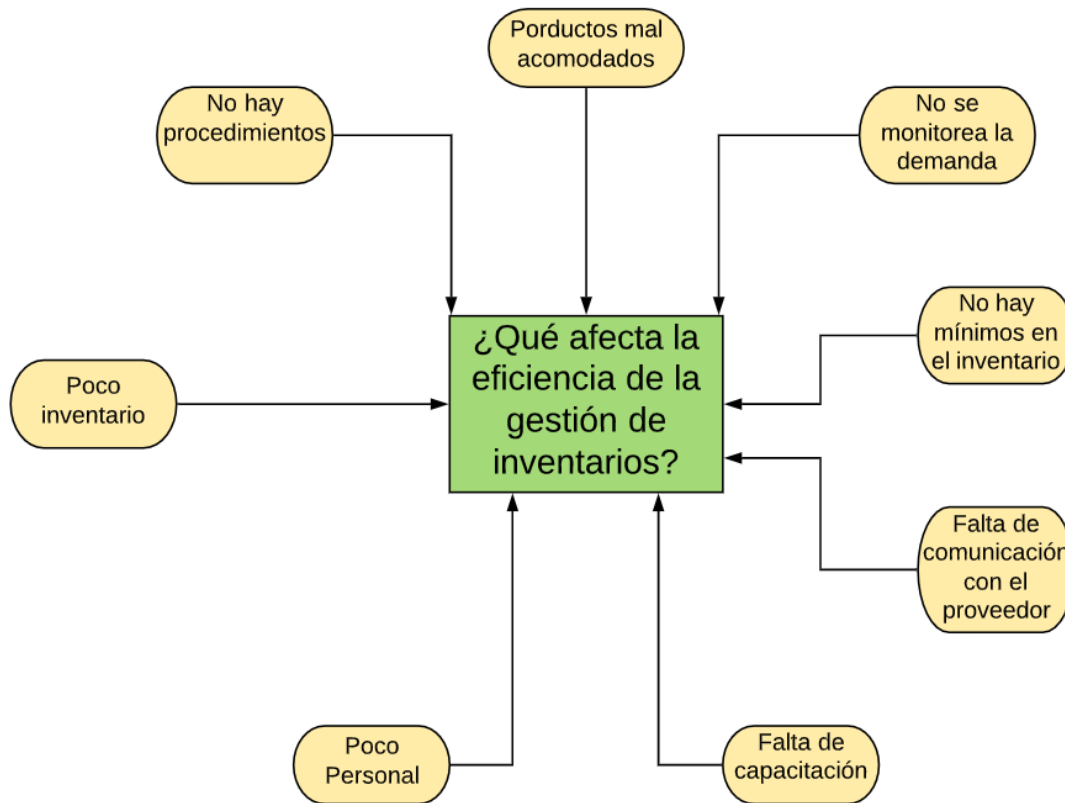 Porductos mal
acomodados
No hay
procedimientos
No se
monitorea la
demanda
No hay
mínimos en
el inventario
¿Qué afecta la
eficiencia de la
gestión de
inventarios?
Poco
inventario
Falta de
comunicación
con el
proveedor
Poco
Personal
Falta de
capacitación